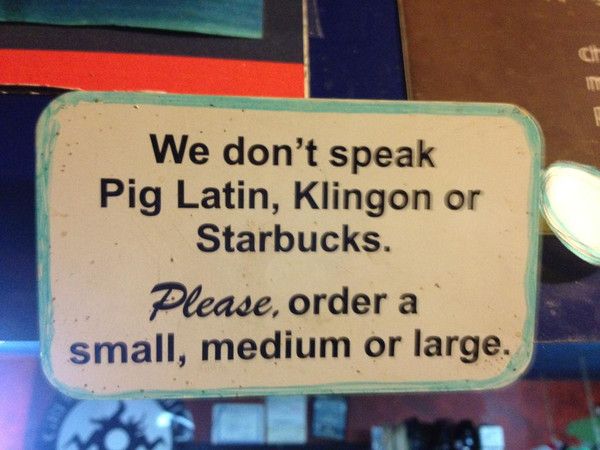 We don't speak
Pig Latin, Klingon or
Starbucks.
Please, order a
small, medium or large.